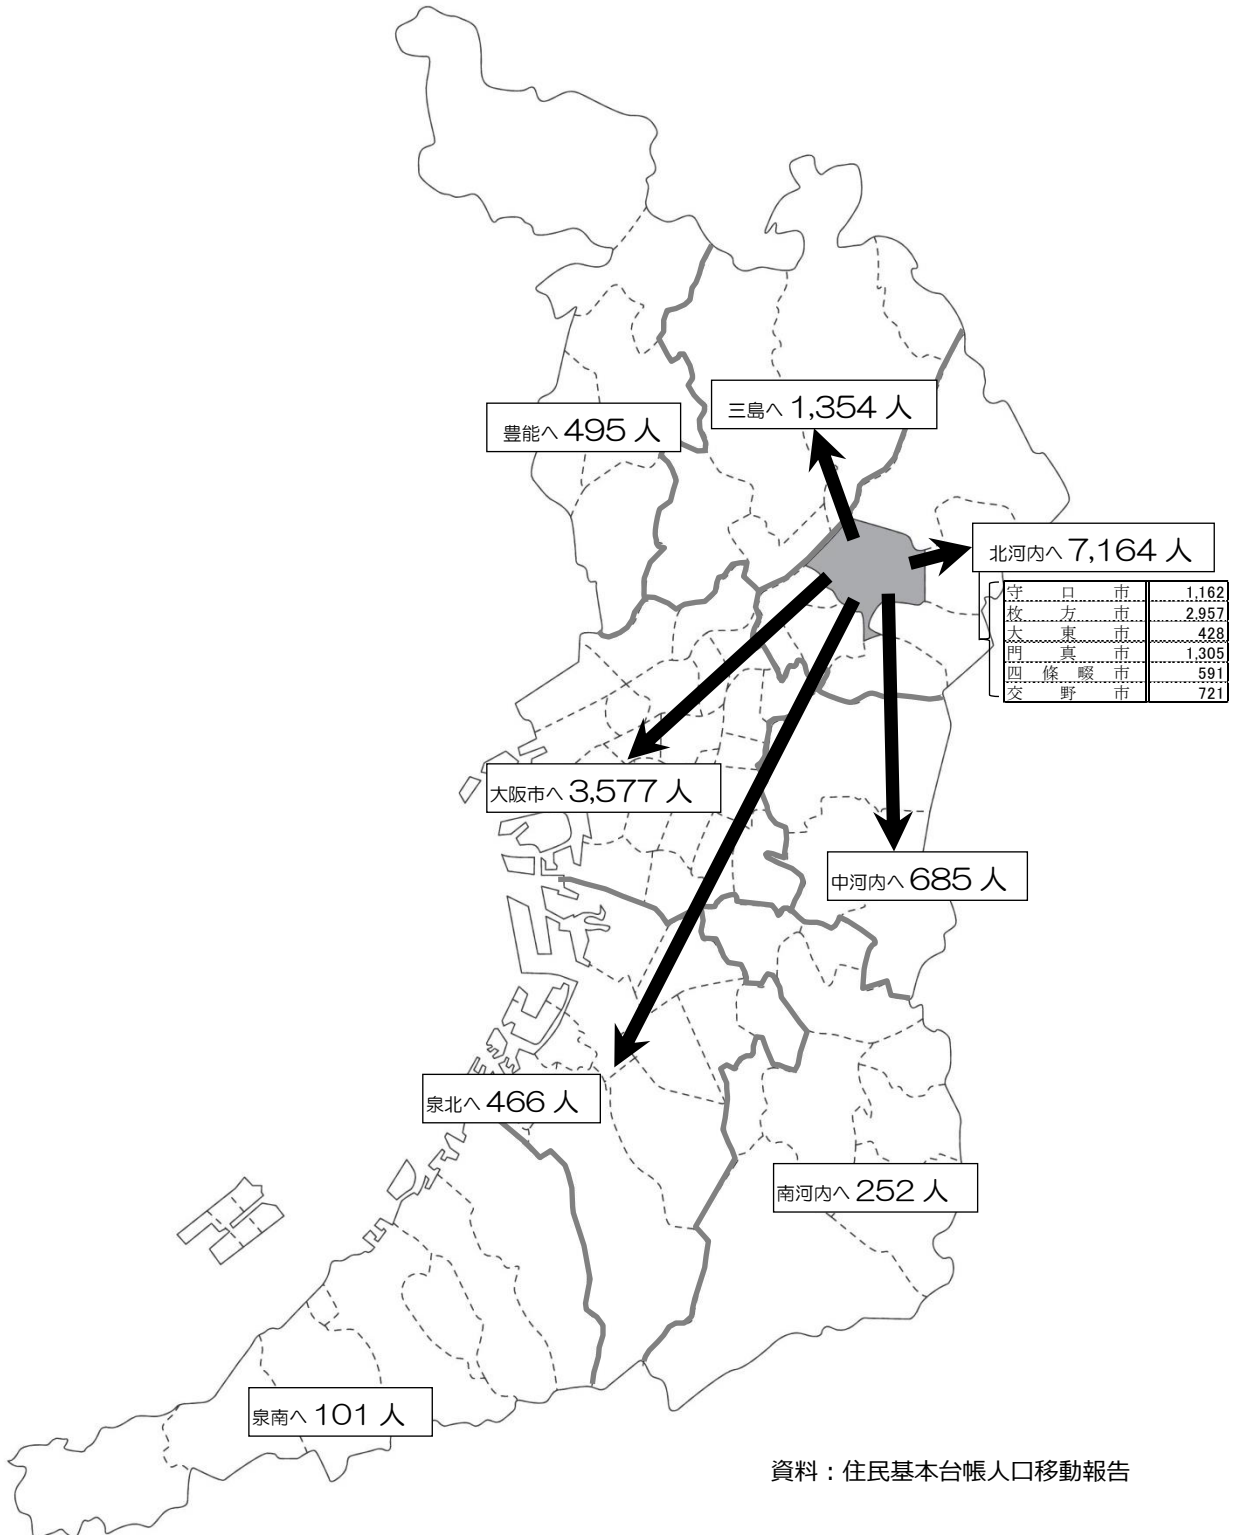 三島へ 1,354 人
豊能へ 495 人
北河内へ 7,164 人
守口市 1,162
枚方市 2,957
大東市 428
門真市 1,305
四條畷市 591
交野市 721
大阪市へ 3,577 人
中河内へ 685 人
泉北へ 466 人
南河内へ 252 人
泉南へ 101 人
資料：住民基本台帳人口移動報告